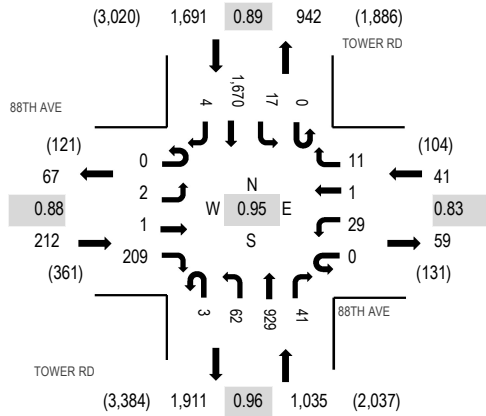 (3,020) 1,691 0.89 942 (1,886)
TOWER RD
88TH AVE
4 1,670 17 0
(121) 0 11 (104)
67 2 N 1 41
0.88 W 0.95 E 0.83
212 1 S 29 59
(361) 209 0 (131)
3 62 929 41
88TH AVE
TOWER RD
(3,384) 1,911 0.96 1,035 (2,037)